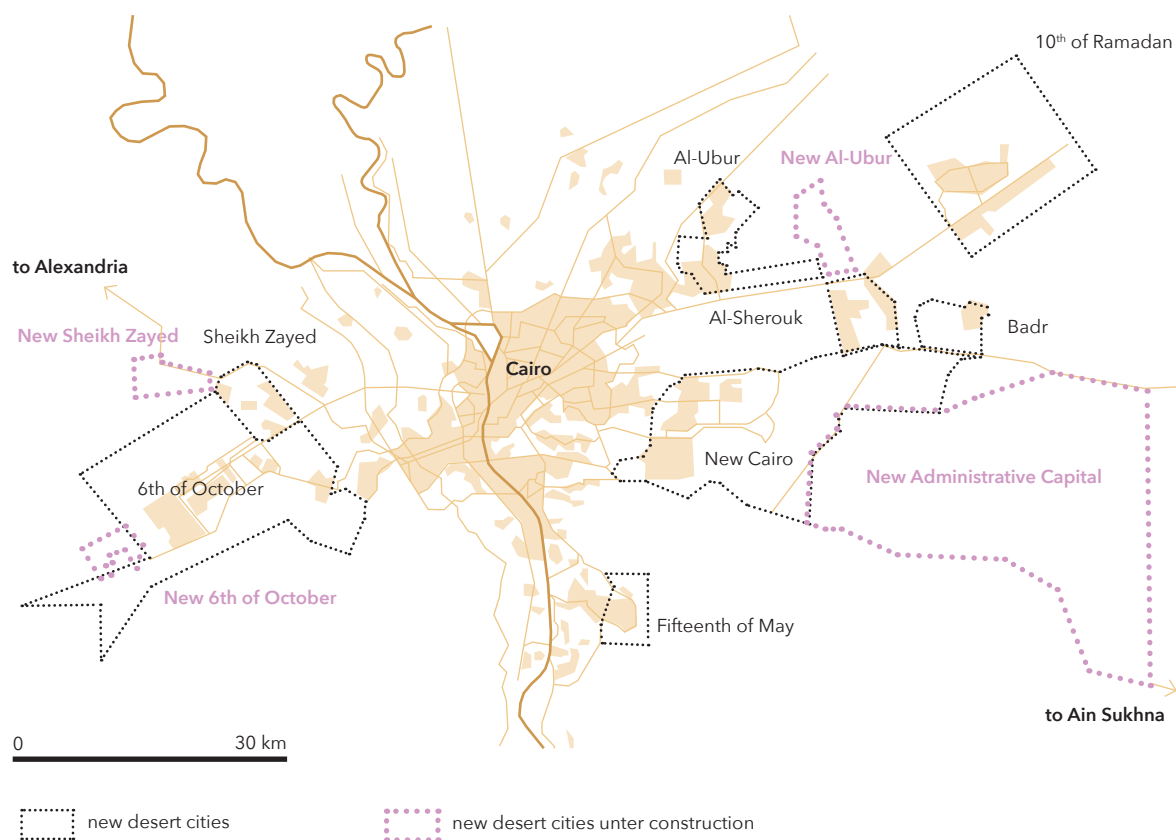 10th of Ramadan
Al-Ubur
New Al-Ubur
to Alexandria
New Sheikh Zayed
Sheikh Zayed
Al-Sherouk
Badr
Cairo
New Cairo
New Administrative Capital
6th of October
New 6th of October
Fifteenth of May
to Ain Sukhna
0 30 km
new desert cities
new desert cities unter construction